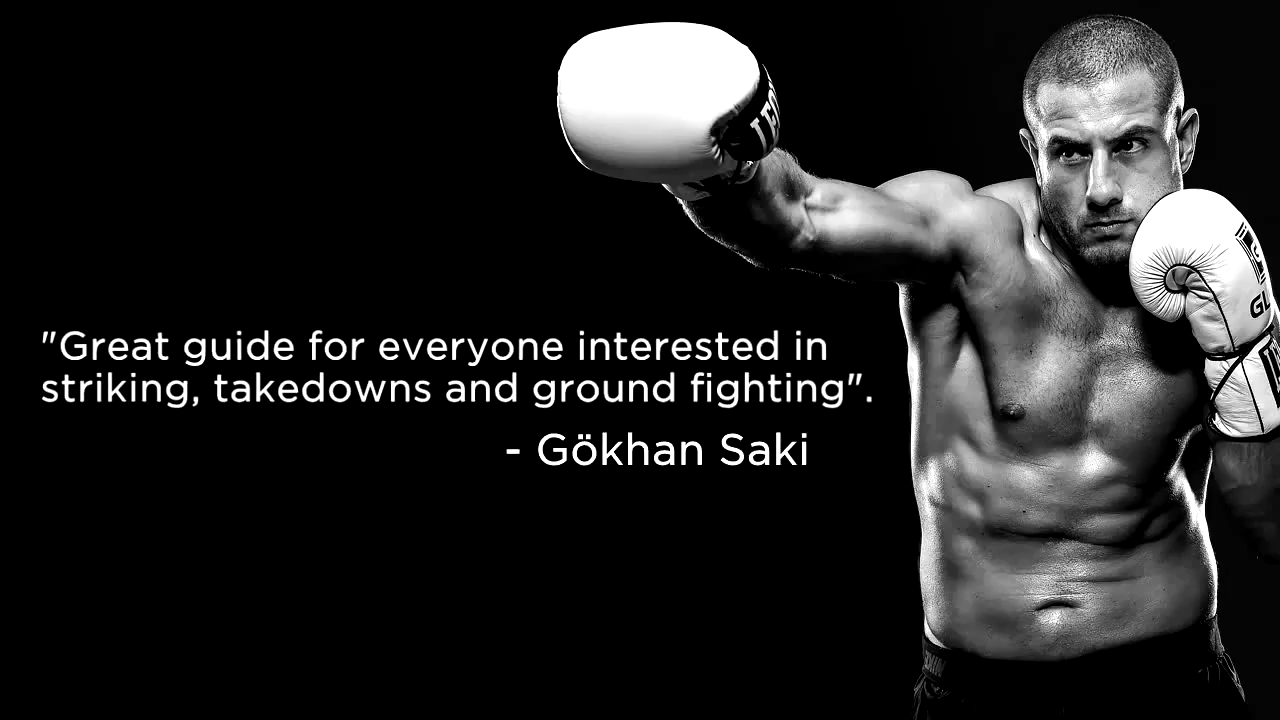 "Great guide for everyone interested in
striking, takedowns and ground fighting".
- Gökhan Saki